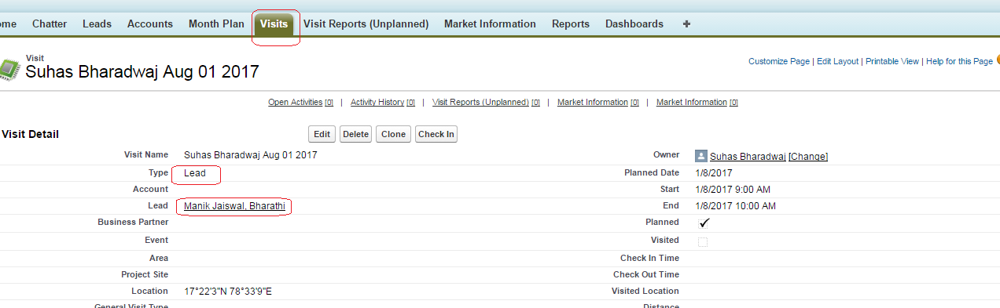 ome Chatter Leads Accounts Month Plan Visits Visit Reports (Unplanned) Market Information Reports Dashboards +
Visit
Suhas Bharadwaj Aug 01 2017
Customize Page | Edit Layout | Printable View | Help for this Page
Open Activities [0] | Activity History [0] | Visit Reports (Unplanned) [0] | Market Information [0] | Market Information [0]
Visit Detail Edit Delete Clone Check In
Visit Name Suhas Bharadwaj Aug 01 2017 Owner Suhas Bharadwaj [Change]
Type Lead Planned Date 1/8/2017
Account Start 1/8/2017 9:00 AM
Lead Manik Jaiswal, Bharathi End 1/8/2017 10:00 AM
Business Partner Planned
Event Visited
Area Check In Time
Project Site Check Out Time
Location 17°22'3"N 78°33'9"E Visited Location
General Visit Type Distance